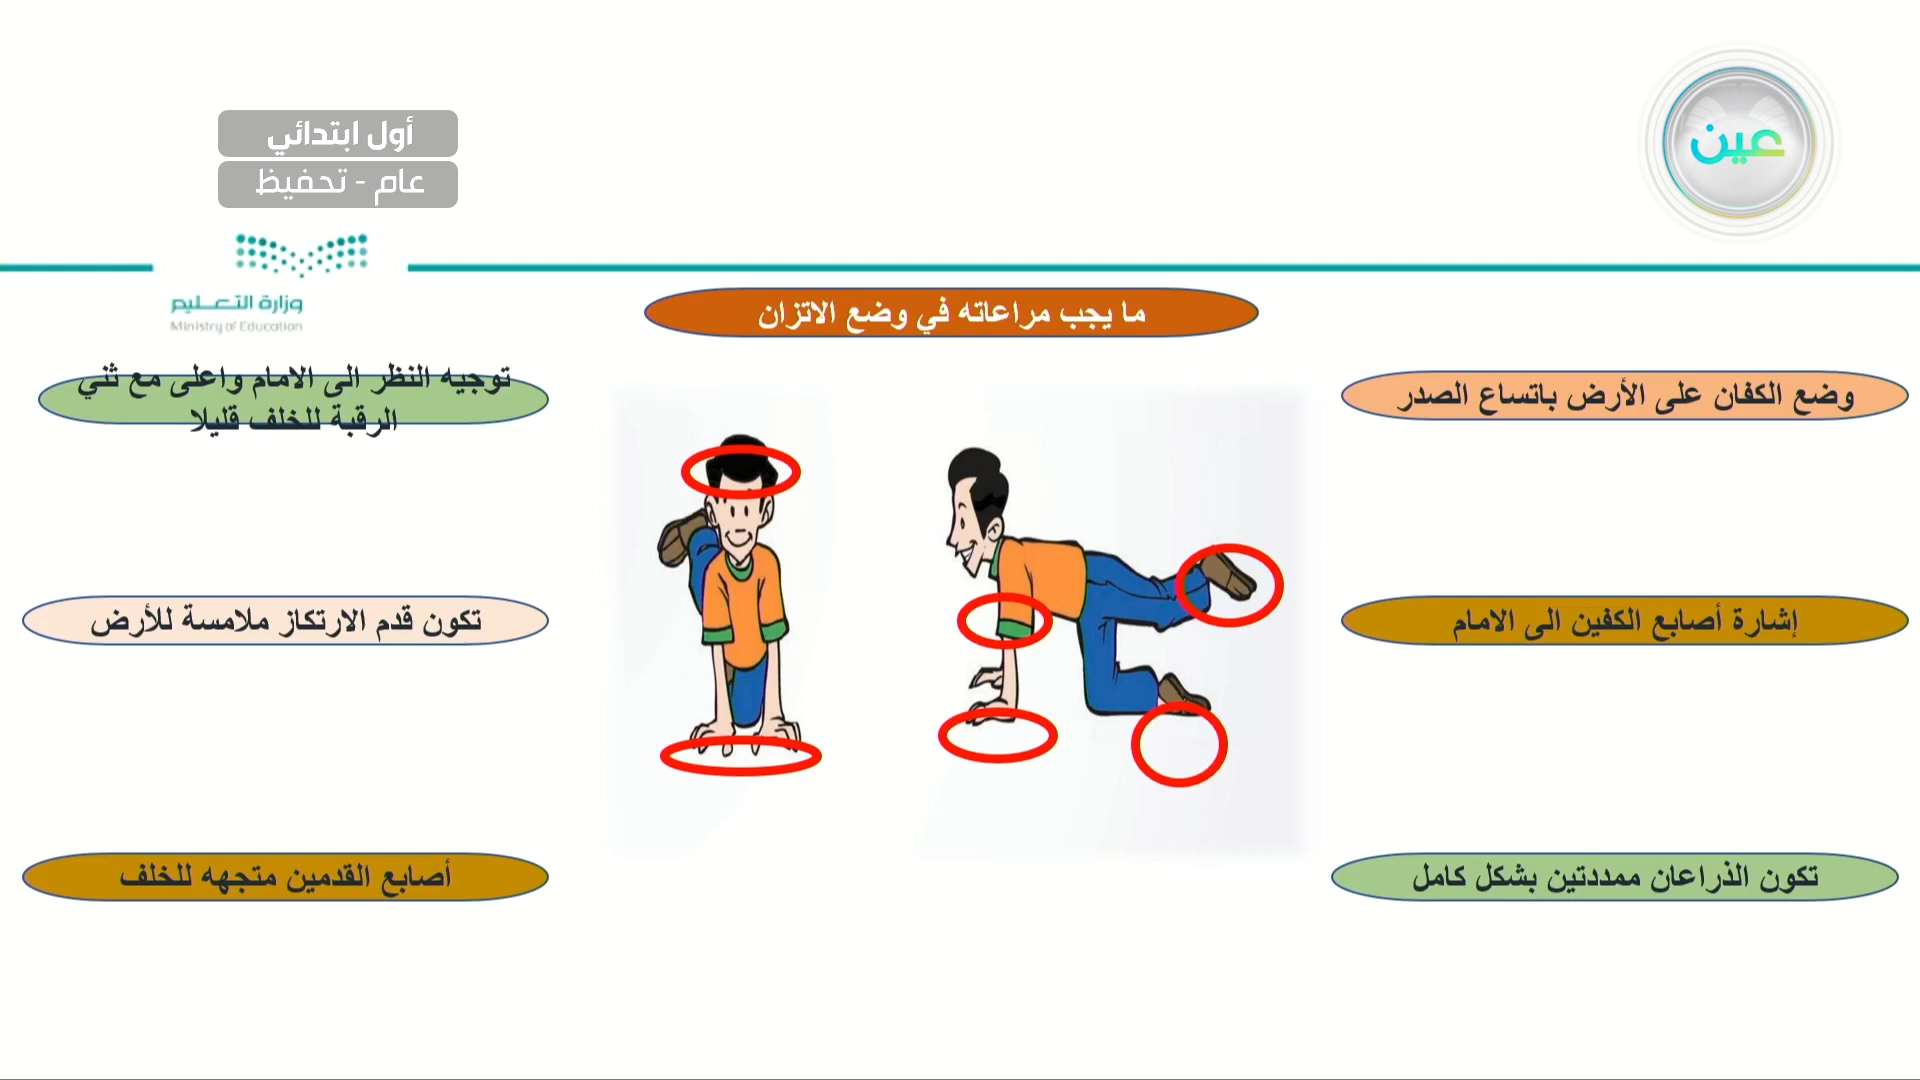 عين
أول ابتدائي
عام - تحفيظ
وزارة التعليم
Ministry of Education
ما يجب مراعاته في وضع الاتزان
وضع الكفان على الأرض باتساع الصدر
إشارة أصابع الكفين الى الامام
تكون الذراعان ممددتين بشكل كامل
توجيه النظر الى الامام واعلى مع ثني
الرقبة للخلف قليلا
تكون قدم الارتكاز ملامسة للأرض
أصابع القدمين متجهه للخلف